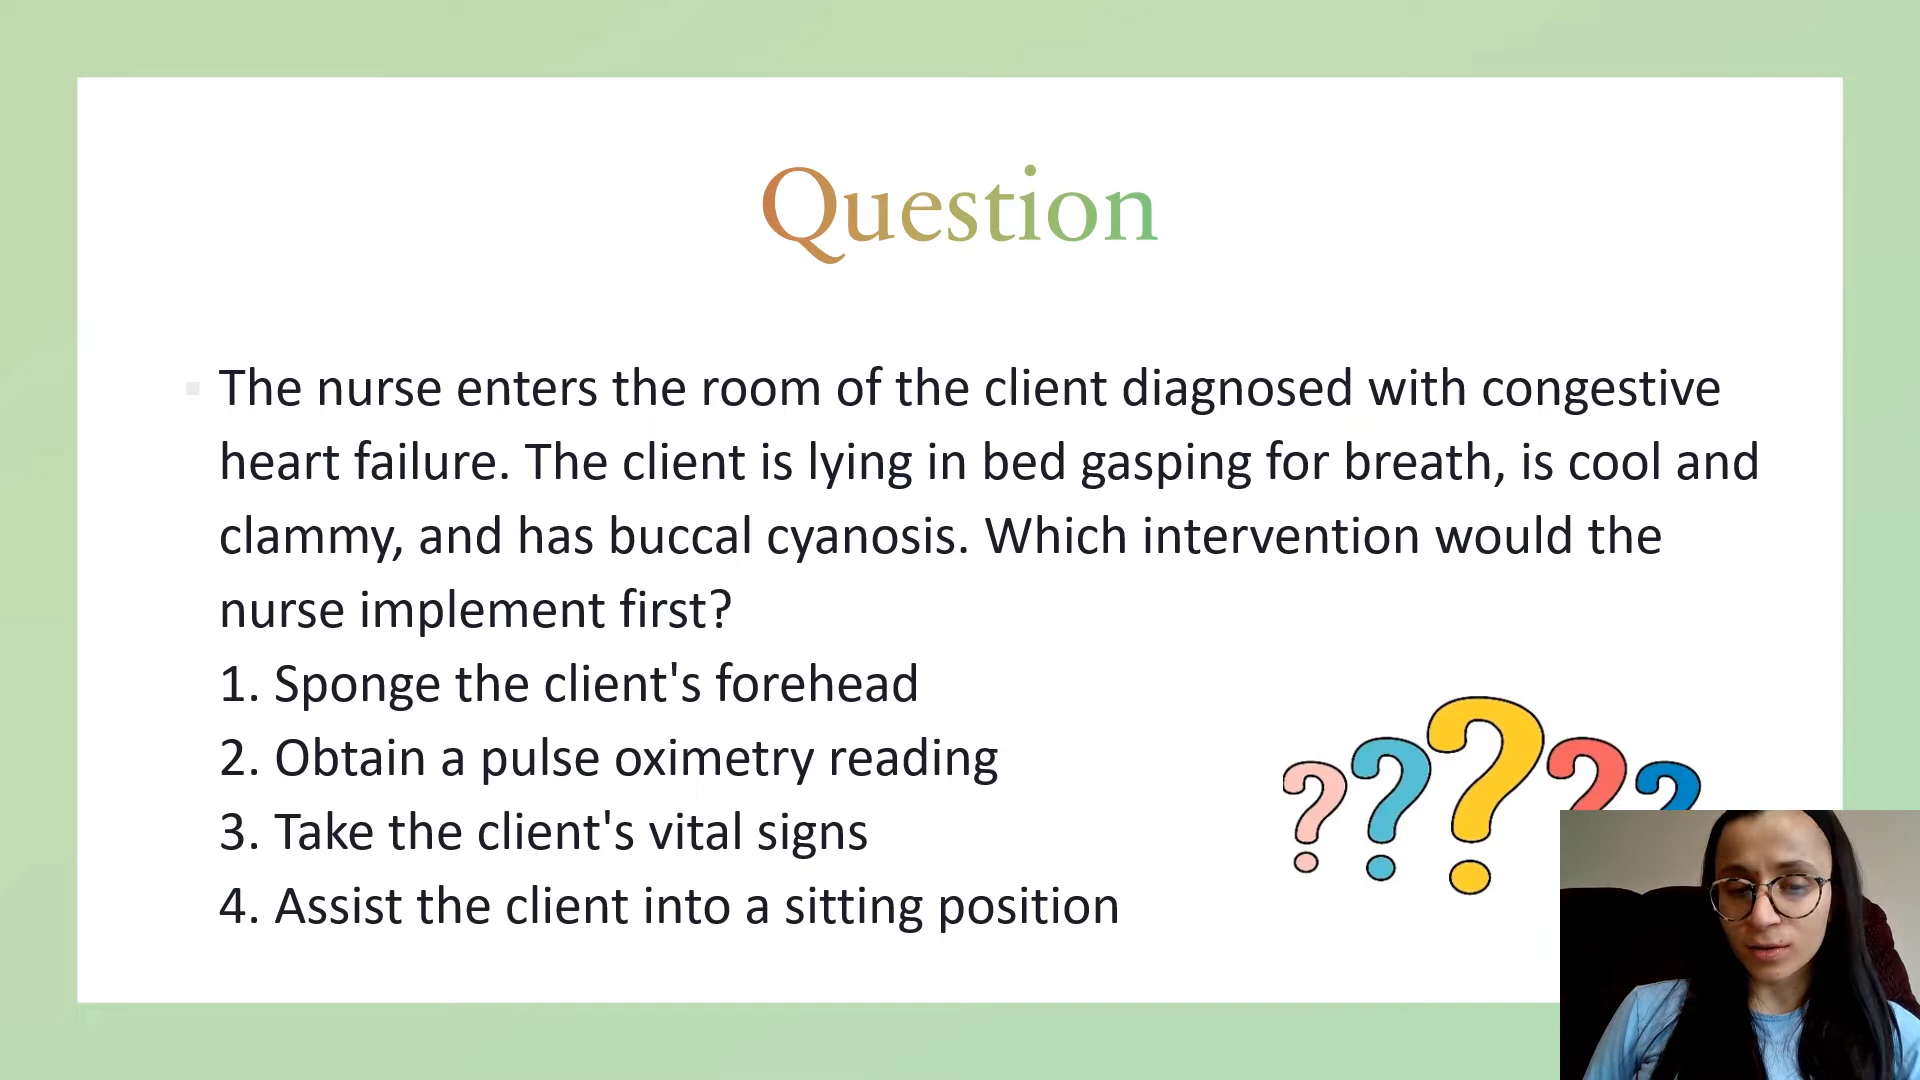 Question
The nurse enters the room of the client diagnosed with congestive
heart failure. The client is lying in bed gasping for breath, is cool and
clammy, and has buccal cyanosis. Which intervention would the
nurse implement first?
1. Sponge the client's forehead
2. Obtain a pulse oximetry reading
3. Take the client's vital signs
4. Assist the client into a sitting position